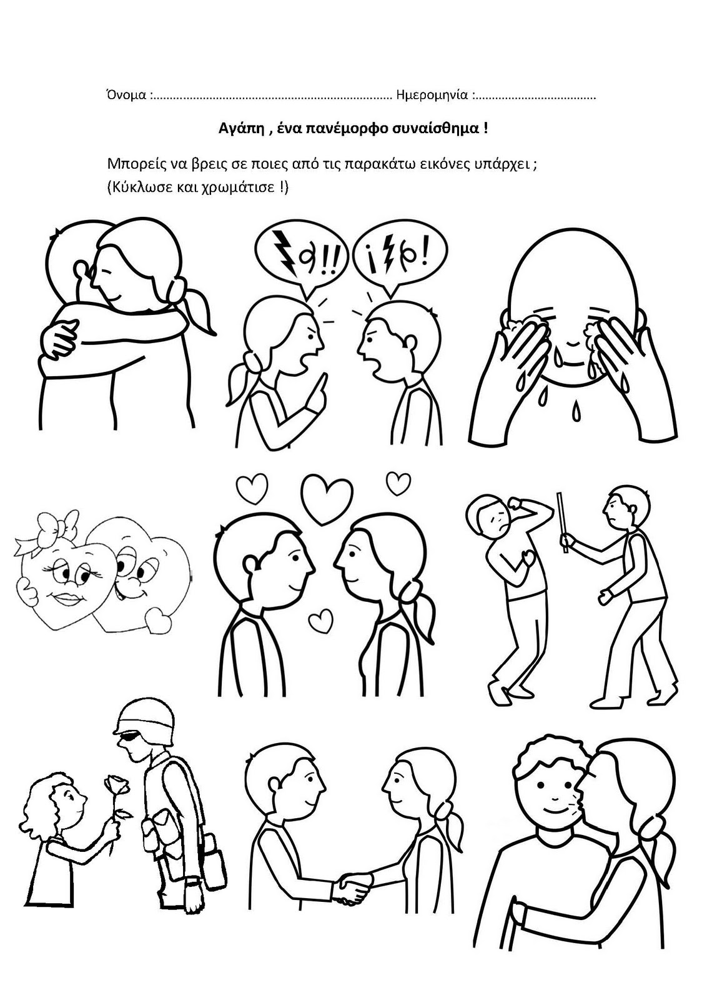 Όνομα :......................................................................... Ημερομηνία :.....................................
Αγάπη , ένα πανέμορφο συναίσθημα !
Μπορείς να βρεις σε ποιες από τις παρακάτω εικόνες υπάρχει ;
(Κύκλωσε και χρωμάτισε !)
!! ¡ !